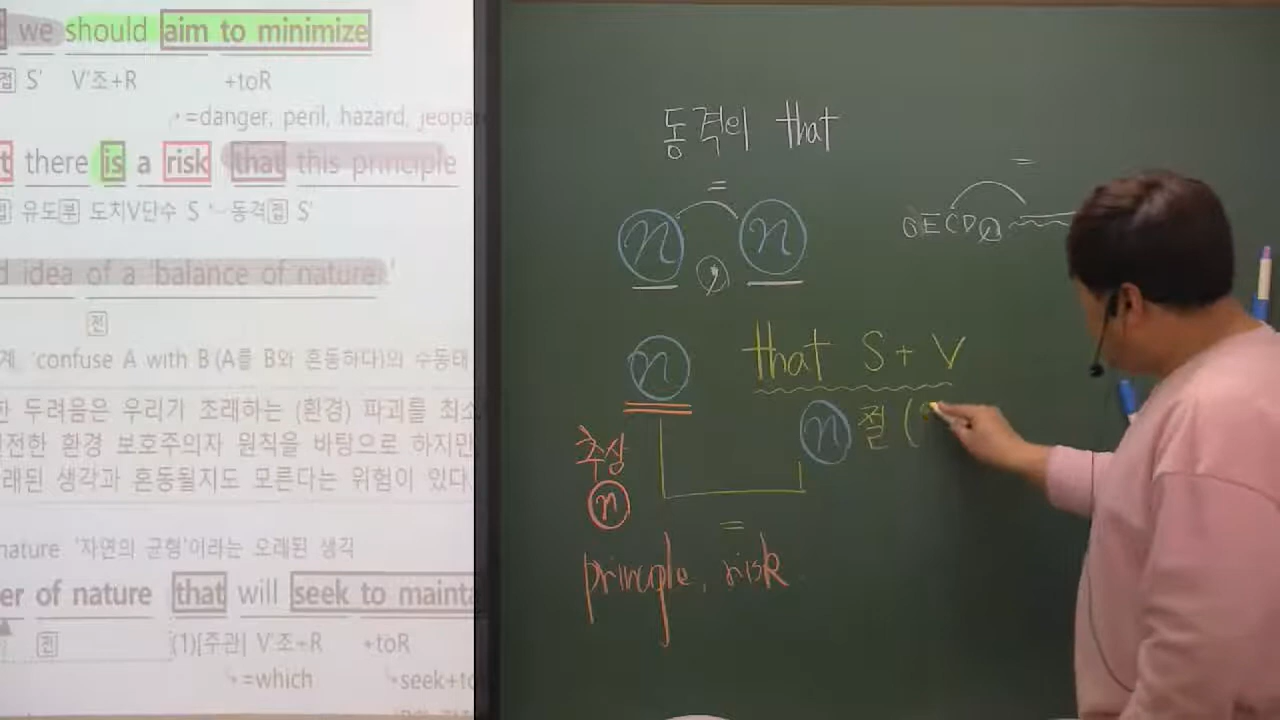 we should aim to minimize
접 S' V'조+R +toR
=danger, peril, hazard, jeopar
t there is a risk that this principle
유도부 도치V단수 S 동격접 S'
d idea of a 'balance of nature.'
전
계. 'confuse A with B(A를 B와 혼동하다)의 수동태
한 두려움은 우리가 초래하는 (환경) 파괴를 최소
전한 환경 보호주의자 원칙을 바탕으로 하지만
래된 생각과 혼동될지도 모른다는 위험이 있다.
nature '자연의 균형'이라는 오래된 생각
er of nature that will seek to mainta
전 (1)[주관] V'조+R +toR
=which seek+to
동격의 that
=
n , n
=
OECD n
n that S + V
n 절 (
추상
n
=
principle, risk